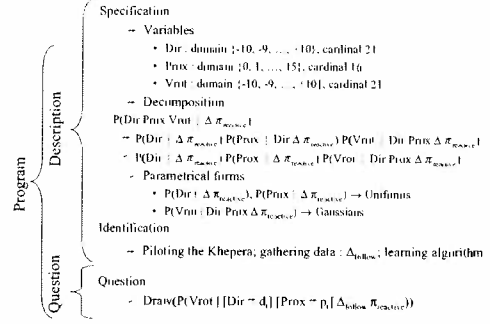 Specification
- Variables
• Dir : domain {-10, -9, ..., +10}, cardinal 21
• Prox : domain {0, 1, ..., 15}, cardinal 16
• Vrot : domain {-10, -9, ..., +10}, cardinal 21
- Decomposition
P(Dir Prox Vrot | Δ π_reactive)
- P(Dir | Δ π_reactive) P(Prox | Dir Δ π_reactive) P(Vrot | Dir Prox Δ π_reactive)
- P(Dir | Δ π_reactive) P(Prox | Δ π_reactive) P(Vrot | Dir Prox Δ π_reactive)
- Parametrical forms
• P(Dir | Δ π_reactive), P(Prox | Δ π_reactive) → Uniforms
• P(Vrot | Dir Prox Δ π_reactive) → Gaussians
Identification
- Piloting the Khepera; gathering data : Δ_follow; learning algorithm
Question
- Draw(P(Vrot | [Dir = d_t] [Prox = p_t] Δ_follow π_reactive))
Program
Description
Question